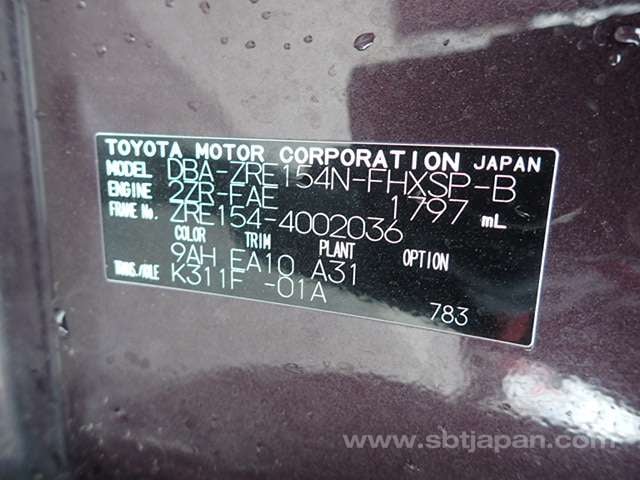 TOYOTA MOTOR CORPORATION JAPAN
MODEL DBA-ZRE154N-FHXSP-B
ENGINE 2ZR-FAE 1797 mL
FRAME No. ZRE154-4002036
COLOR TRIM PLANT OPTION
9AH FA10 A31
TRANS./AXLE K311F -01A
783
www.sbtjapan.com